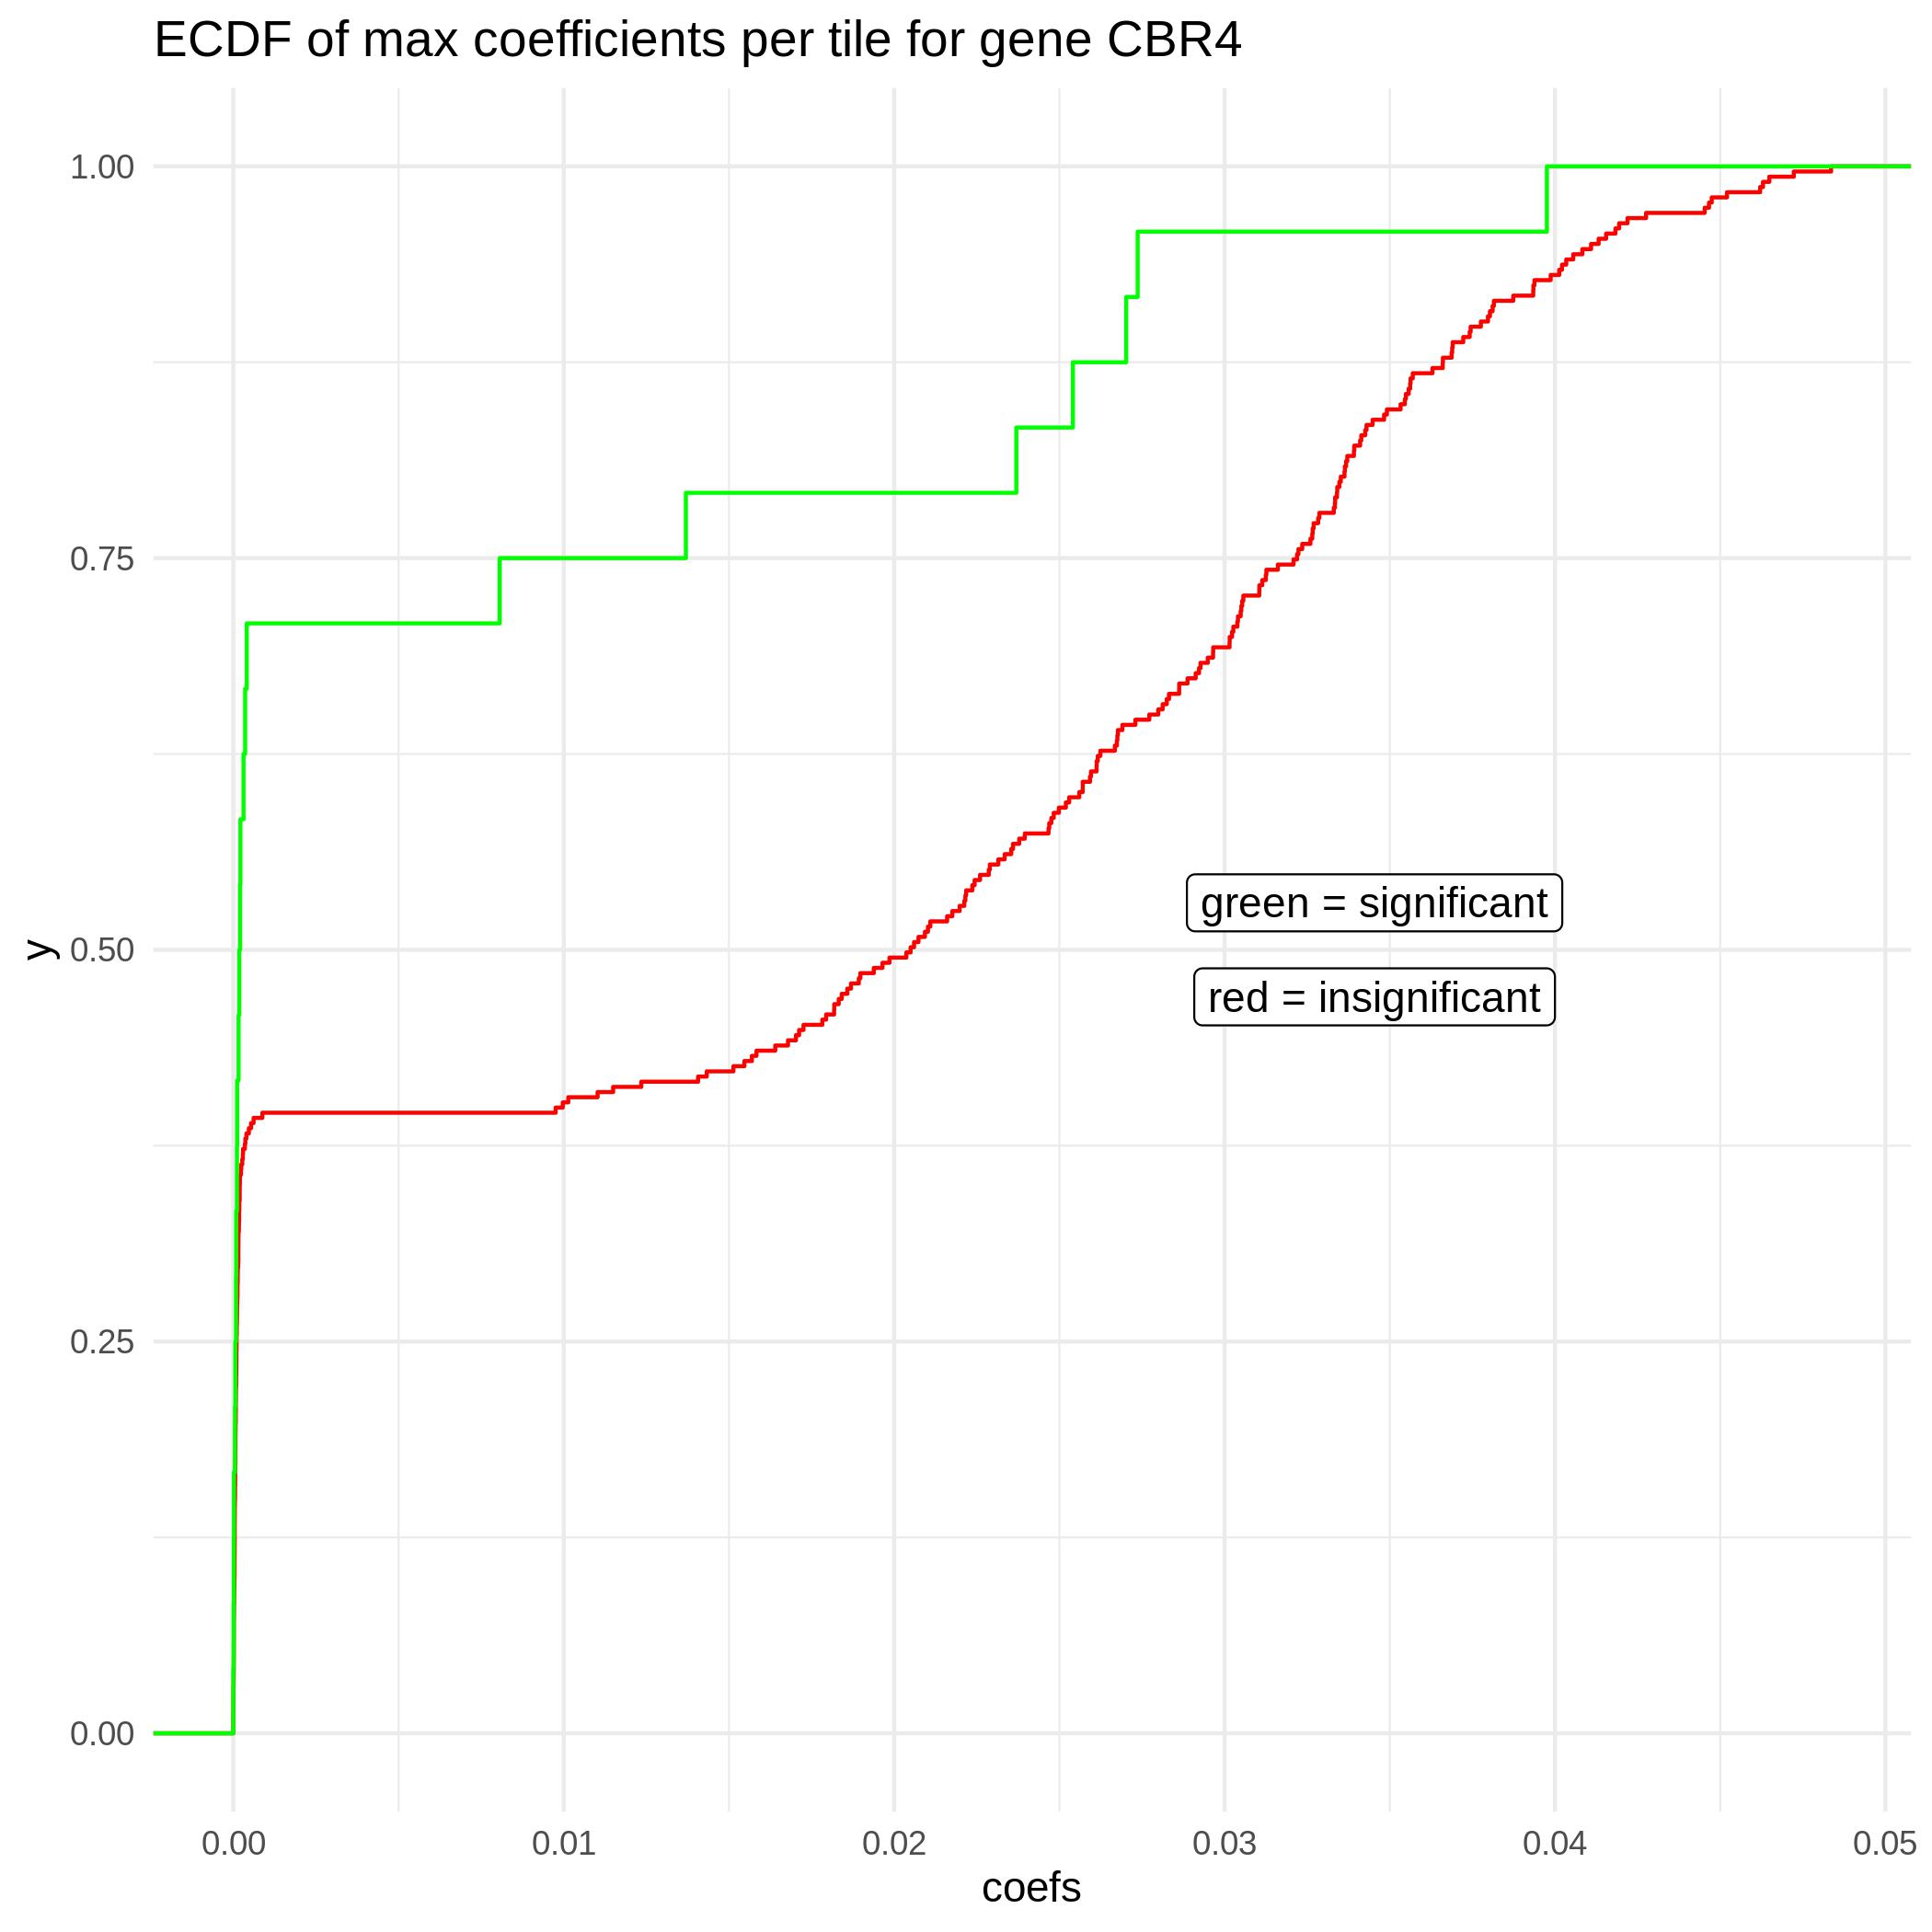 ECDF of max coefficients per tile for gene CBR4
1.00
0.75
0.50
0.25
0.00
y
green = significant
red = insignificant
0.00 0.01 0.02 0.03 0.04 0.05
coefs